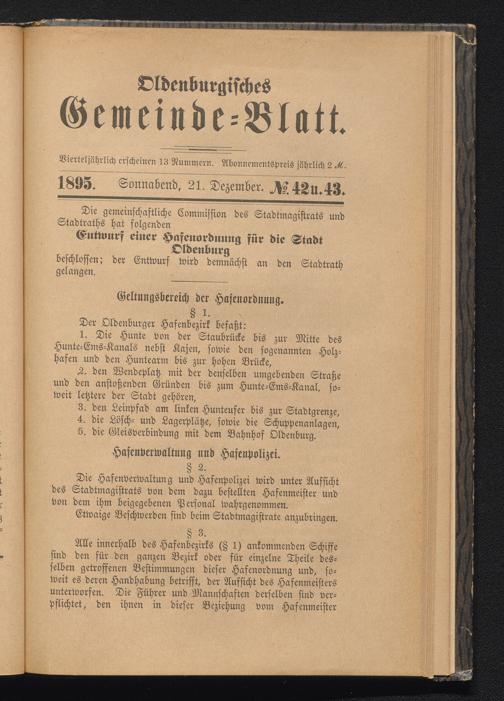 Oldenburgisches
Gemeinde-Blatt.
Vierteljährlich erscheinen 13 Nummern. Abonnementspreis jährlich 2 M.
1895. Sonnabend, 21. Dezember. №. 42 u. 43.
Die gemeinschaftliche Commission des Stadtmagistrats und
Stadtraths hat folgenden
Entwurf einer Hafenordnung für die Stadt
Oldenburg
beschlossen; der Entwurf wird demnächst an den Stadtrath
gelangen.
Geltungsbereich der Hafenordnung.
§ 1.
Der Oldenburger Hafenbezirk befaßt:
1. Die Hunte von der Staubrücke bis zur Mitte des
Hunte-Ems-Kanals nebst Kajen, sowie den sogenannten Holz-
hafen und den Huntearm bis zur hohen Brücke,
2. den Wendeplatz mit der denselben umgebenden Straße
und den anstoßenden Gründen bis zum Hunte-Ems-Kanal, so-
weit letztere der Stadt gehören,
3. den Leinpfad am linken Hunteufer bis zur Stadtgrenze,
4. die Lösch- und Lagerplätze, sowie die Schuppenanlagen,
5. die Gleisverbindung mit dem Bahnhof Oldenburg.
Hafenverwaltung und Hafenpolizei.
§ 2.
Die Hafenverwaltung und Hafenpolizei wird unter Aufsicht
des Stadtmagistrats von dem dazu bestellten Hafenmeister und
von dem ihm beigegebenen Personal wahrgenommen.
Etwaige Beschwerden sind beim Stadtmagistrate anzubringen.
§ 3.
Alle innerhalb des Hafenbezirks (§ 1) ankommenden Schiffe
sind den für den ganzen Bezirk oder für einzelne Theile des-
selben getroffenen Bestimmungen dieser Hafenordnung und, so-
weit es deren Handhabung betrifft, der Aufsicht des Hafenmeisters
unterworfen. Die Führer und Mannschaften derselben sind ver-
pflichtet, den ihnen in dieser Beziehung vom Hafenmeister